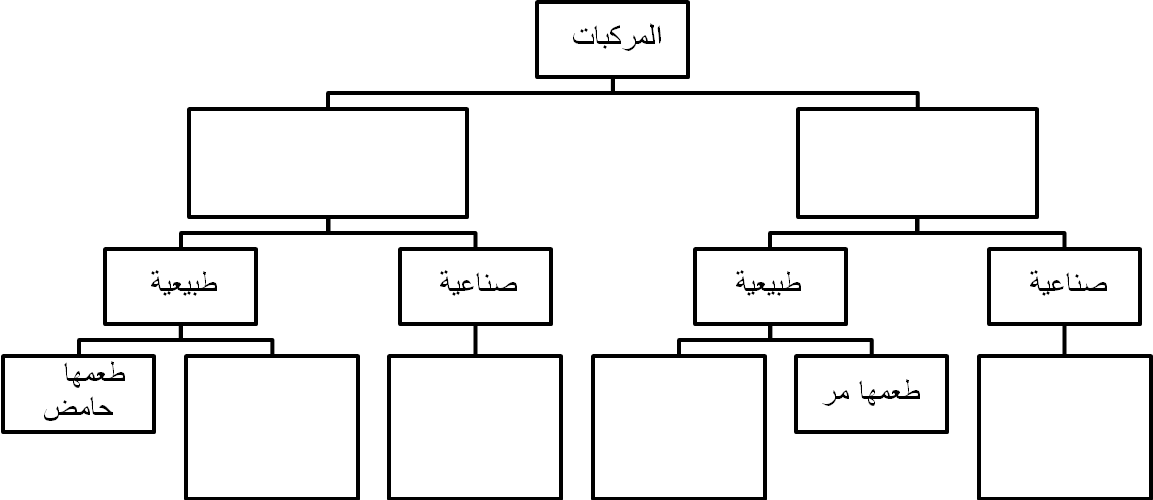 المركبات
صناعية
طبيعية
صناعية
طبيعية
طعمها مر
طعمها
حامض